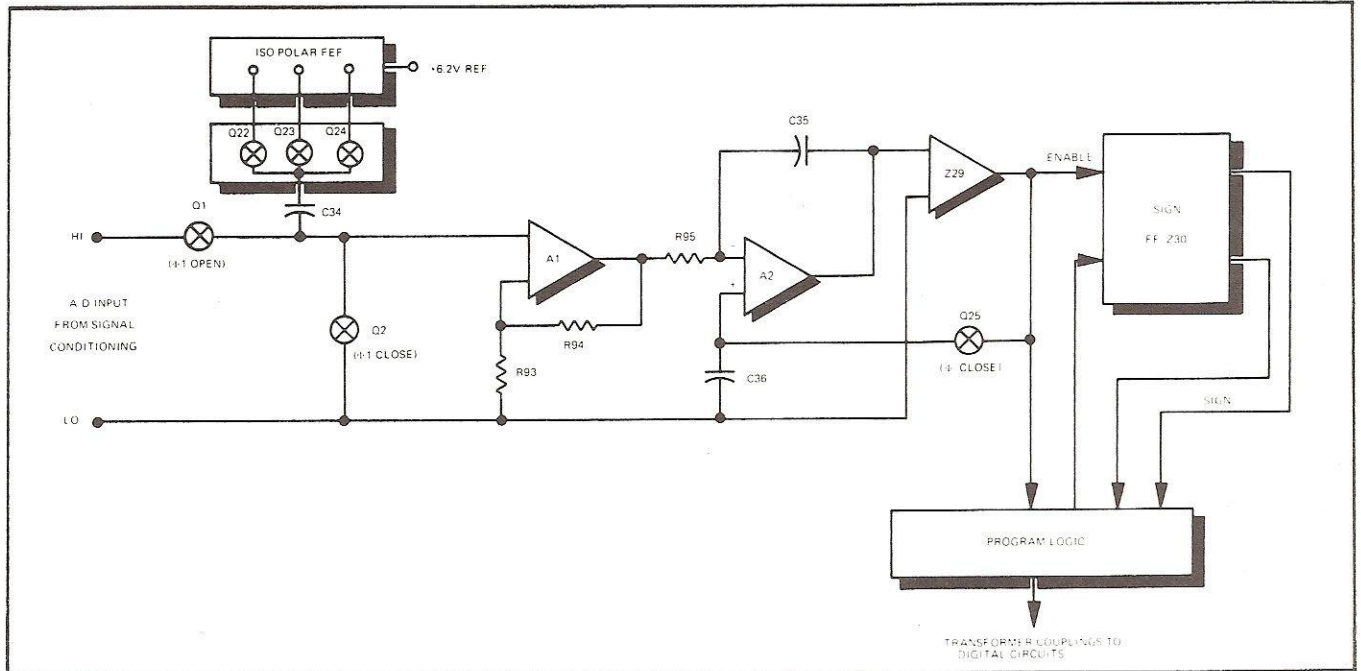 ISO POLAR FEF
+6.2V REF
Q22
Q23
Q24
C34
Q1
HI
(+1 OPEN)
A D INPUT
FROM SIGNAL
CONDITIONING
Q2
(+1 CLOSE)
LO
A1
R94
R93
R95
C35
-
A2
+
C36
Q25
(+ CLOSE)
Z29
ENABLE
SIGN
FF Z30
SIGN
PROGRAM LOGIC
TRANSFORMER COUPLINGS TO
DIGITAL CIRCUITS